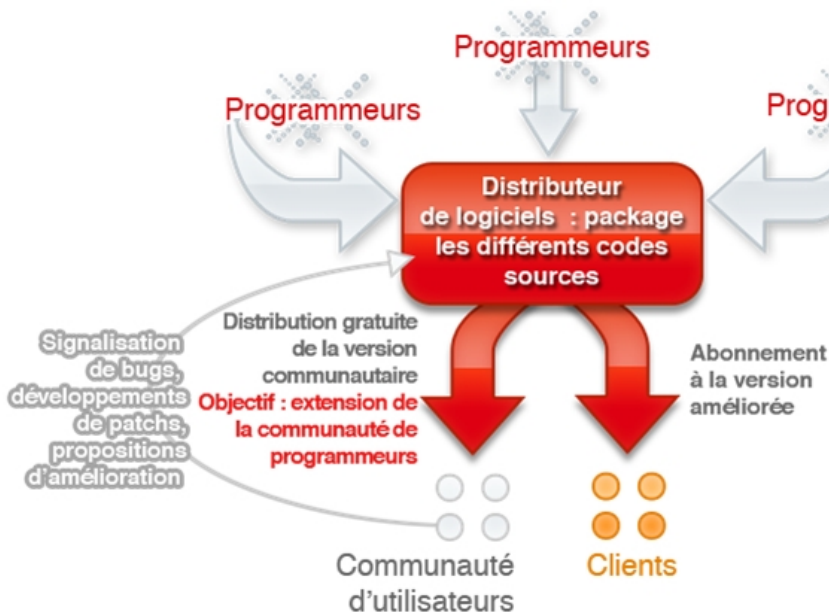 Programmeurs
Programmeurs
Prog
Distributeur
de logiciels : package
les différents codes
sources
Distribution gratuite
de la version
communautaire
Objectif : extension de
la communauté de
programmeurs
Signalisation
de bugs,
développements
de patchs,
propositions
d'amélioration
Abonnement
à la version
améliorée
Communauté
d'utilisateurs
Clients